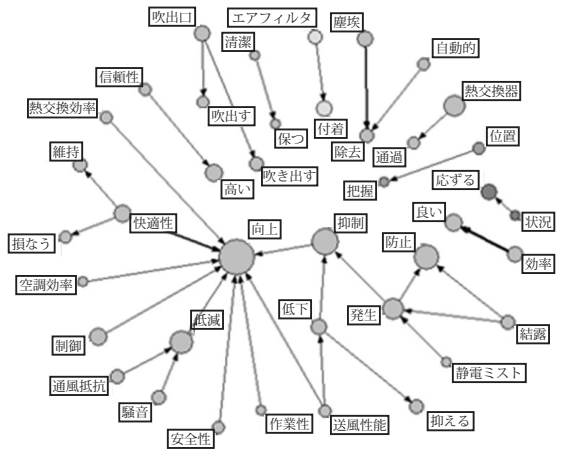 吹出口
エアフィルタ
塵埃
清潔
自動的
信頼性
熱交換器
熱交換効率
吹出す
付着
保つ
除去
通過
位置
維持
高い
吹き出す
把握
応ずる
快適性
向上
抑制
良い
状況
損なう
防止
効率
空調効率
低下
発生
低減
制御
結露
通風抵抗
静電ミスト
騒音
安全性
作業性
送風性能
抑える